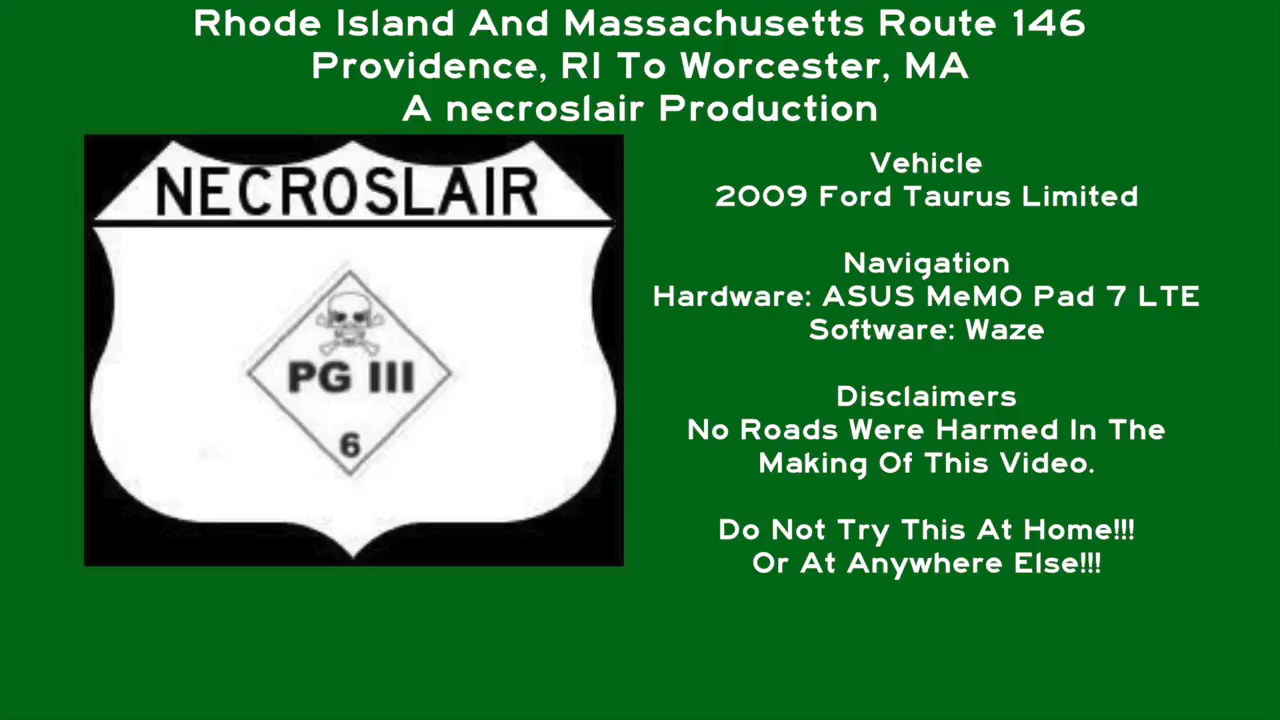 Rhode Island And Massachusetts Route 146
Providence, RI To Worcester, MA
A necroslair Production
NECROSLAIR
PG III
6
Vehicle
2009 Ford Taurus Limited
Navigation
Hardware: ASUS MeMO Pad 7 LTE
Software: Waze
Disclaimers
No Roads Were Harmed In The
Making Of This Video.
Do Not Try This At Home!!!
Or At Anywhere Else!!!